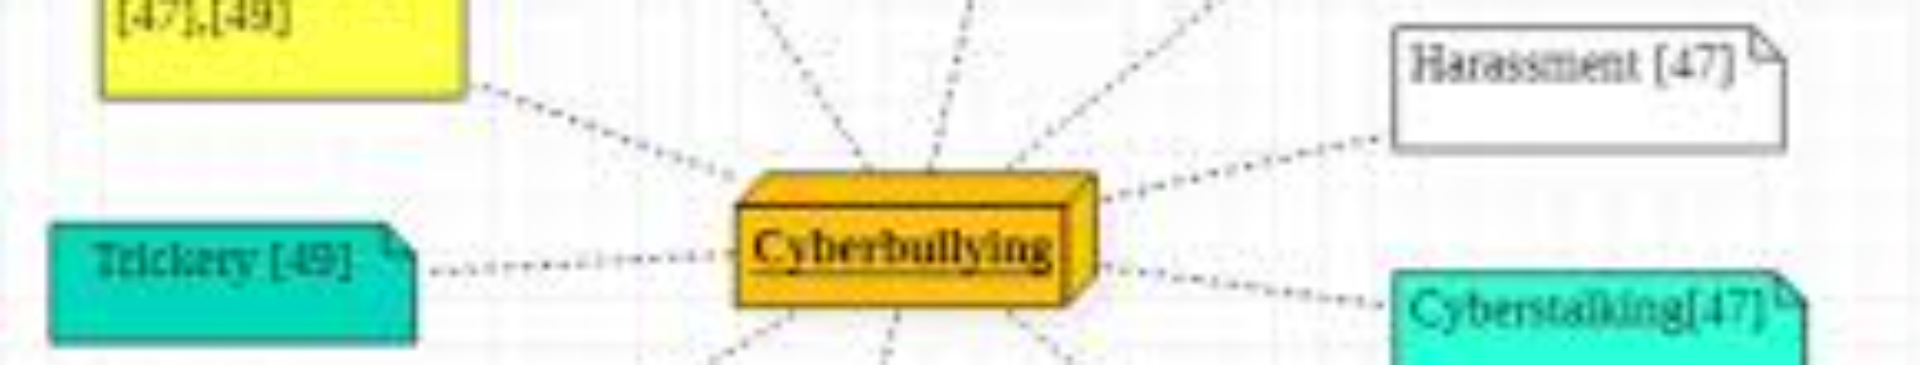 [47],[49]
Harassment [47]
Trickery [49]
Cyberbullying
Cyberstalking[47]